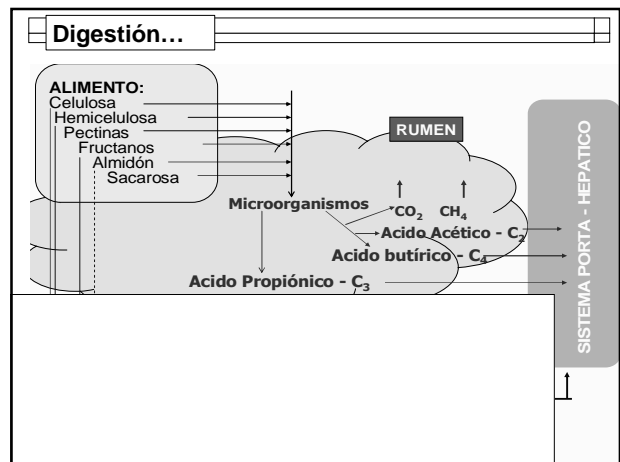 Digestión...
ALIMENTO:
Celulosa
Hemicelulosa
Pectinas
Fructanos
Almidón
Sacarosa
RUMEN
Microorganismos
CO₂ CH₄
Acido Acético - C₂
Acido butírico - C₄
Acido Propiónico - C₃
SISTEMA PORTA - HEPATICO